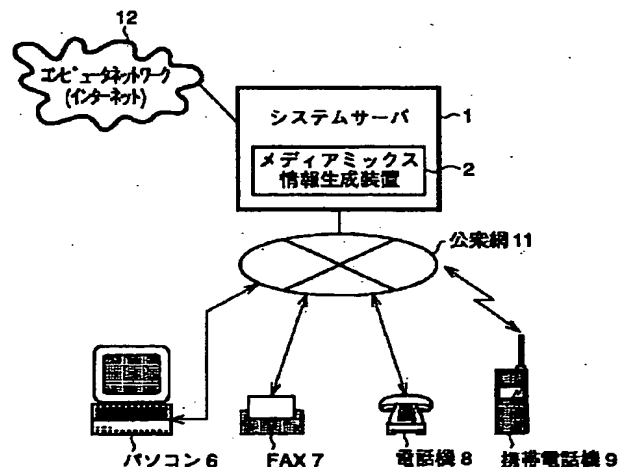 12
コンピュータネットワーク
(インターネット)
システムサーバ
1
メディアミックス
情報生成装置
2
公衆網11
パソコン6
FAX7
電話機8
携帯電話機9